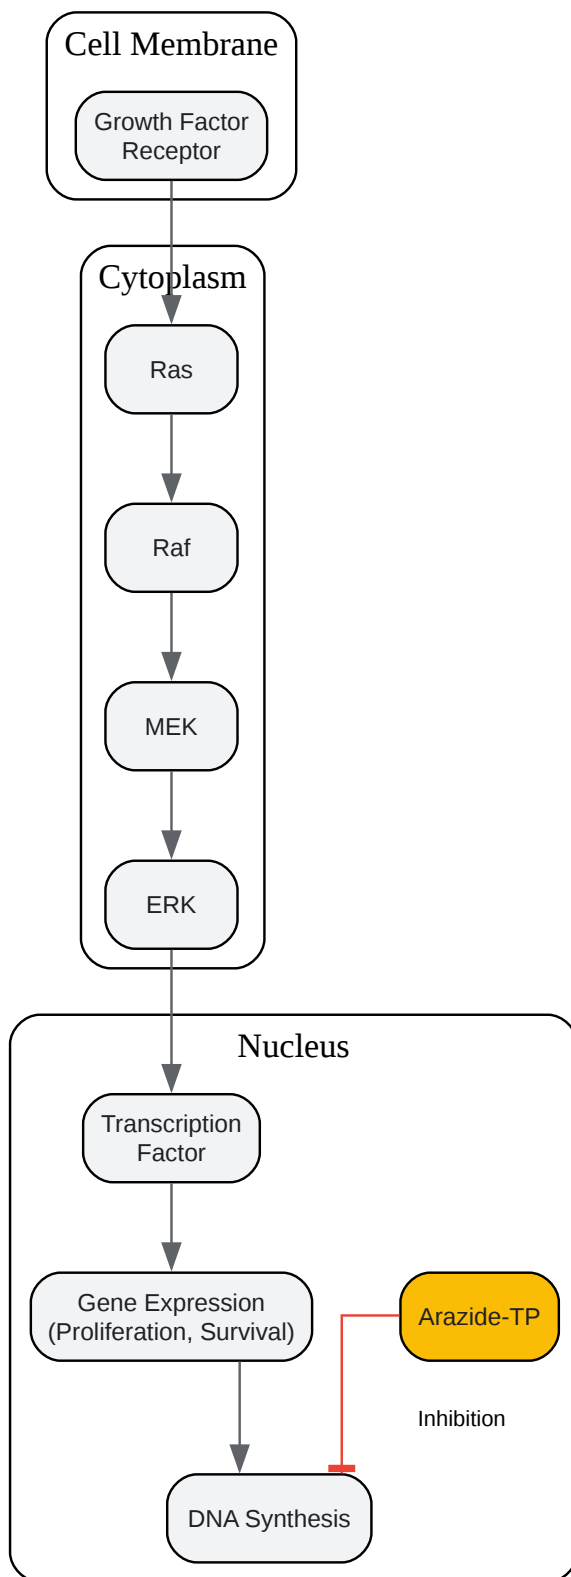 Cell Membrane
Growth Factor
Receptor
Cytoplasm
Ras
Raf
MEK
ERK
Nucleus
Transcription
Factor
Gene Expression
(Proliferation, Survival)
Arazide-TP
Inhibition
DNA Synthesis